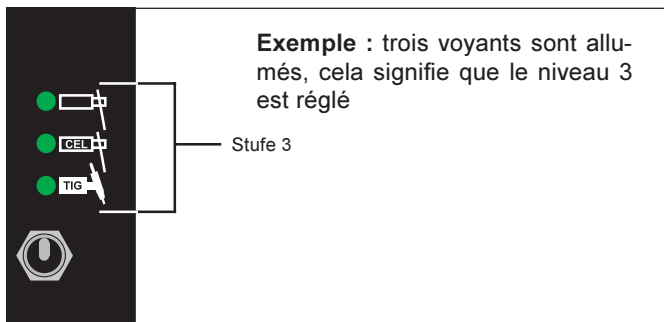 Exemple : trois voyants sont allu-
més, cela signifie que le niveau 3
est réglé
CEL
Stufe 3
TIG